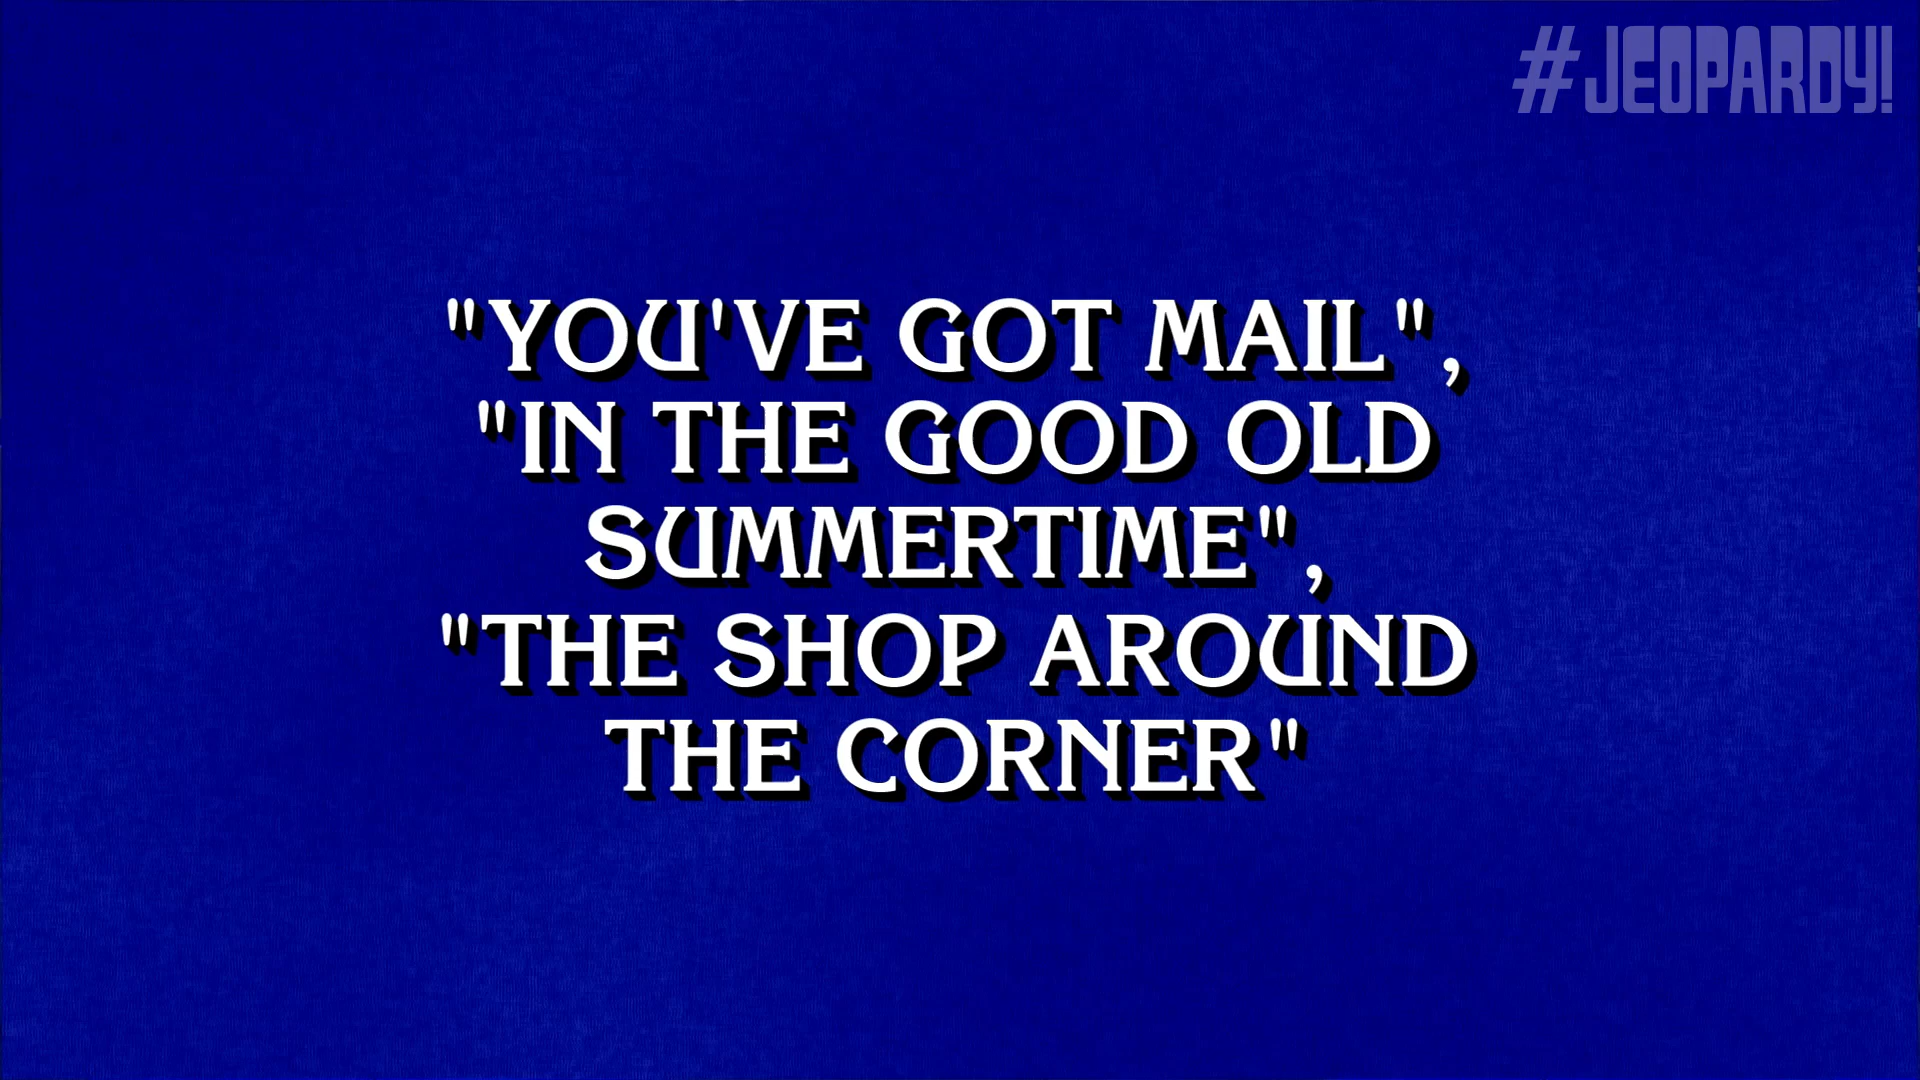 #JEOPARDY!
"YOU'VE GOT MAIL",
"IN THE GOOD OLD
SUMMERTIME",
"THE SHOP AROUND
THE CORNER"